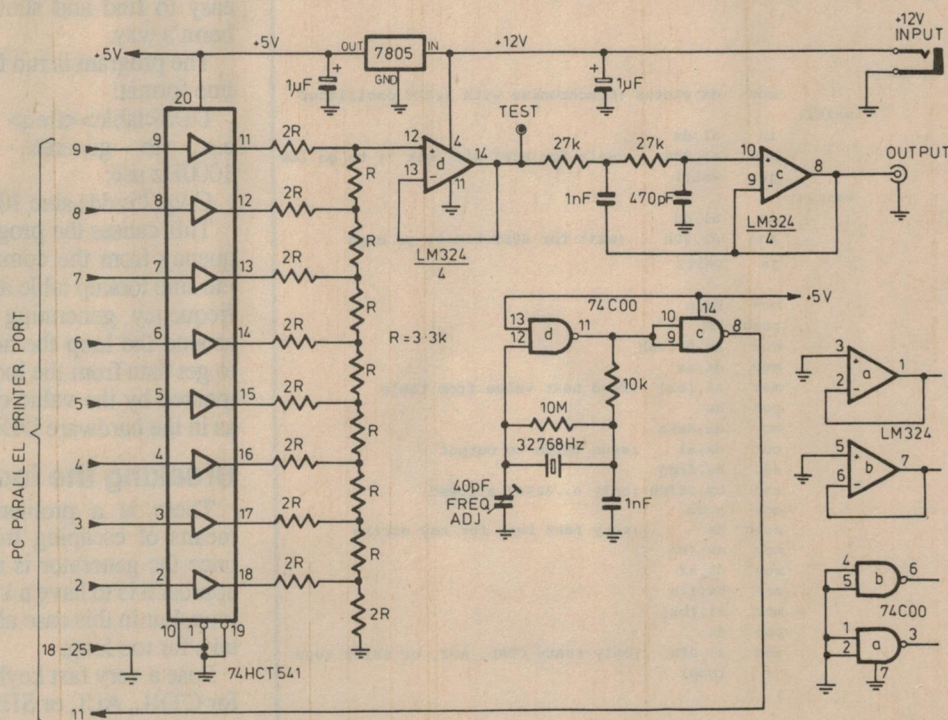 +12V
INPUT
+5V
+5V
OUT
7805
IN
+12V
GND
1µF
+
1µF
+
20
TEST
9
9
11
2R
12
13
d
4
14
11
LM324
4
27k
27k
1nF
470pF
10
9
c
8
LM324
4
OUTPUT
8
8
12
2R
R
7
7
13
2R
R
6
6
14
2R
R
R=3·3k
5
5
15
2R
R
4
4
16
2R
R
3
3
17
2R
R
2
2
18
2R
R
2R
10
1
19
18-25
74HCT541
11
PC PARALLEL PRINTER PORT
74C00
+5V
13
12
d
11
10
9
c
14
8
10k
10M
32768Hz
40pF
FREQ
ADJ
1nF
3
2
a
1
LM324
5
6
b
7
4
5
b
6
74C00
1
2
a
3
7